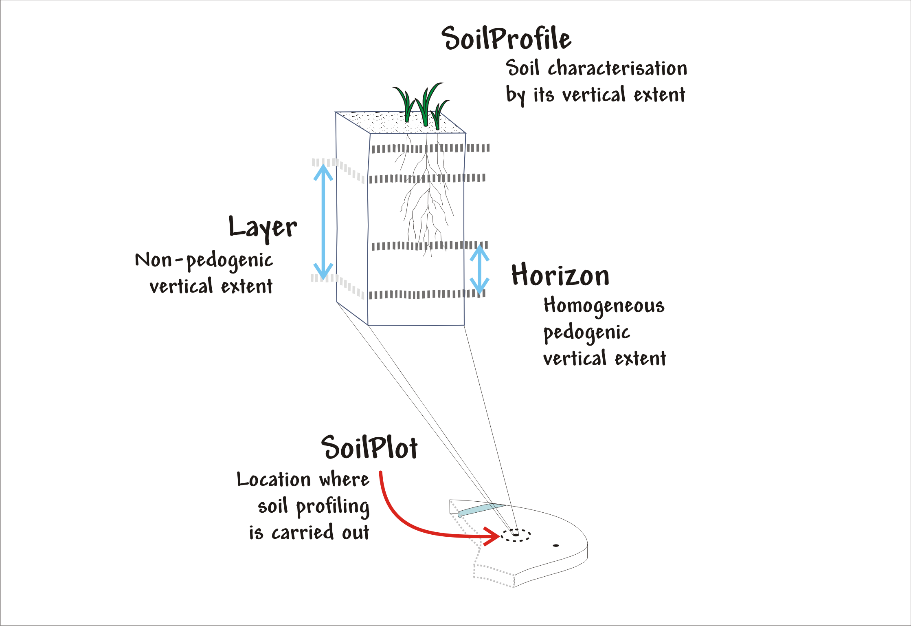 SoilProfile
Soil characterisation
by its vertical extent
Layer
Non-pedogenic
vertical extent
Horizon
Homogeneous
pedogenic
vertical extent
SoilPlot
Location where
soil profiling
is carried out